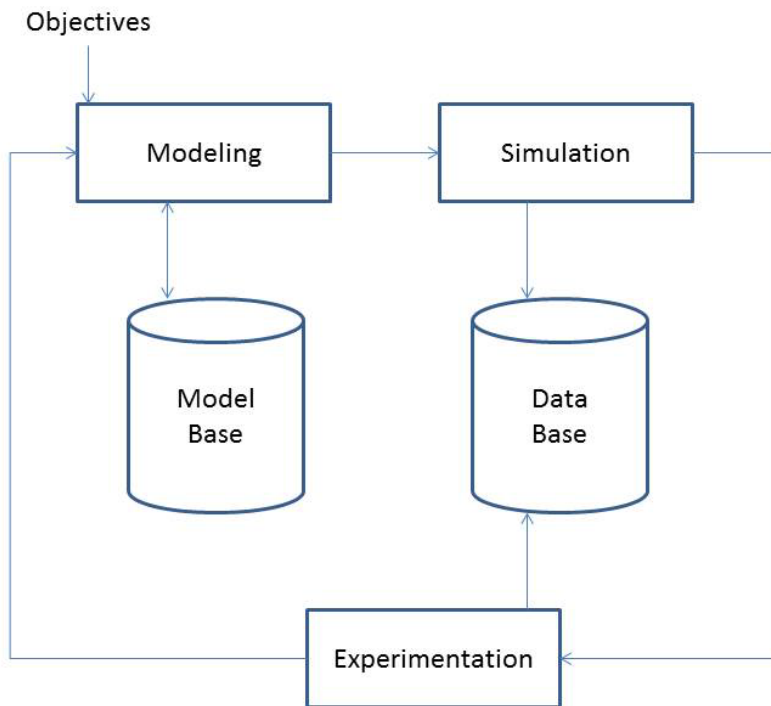 Objectives
Modeling
Simulation
Model
Base
Data
Base
Experimentation